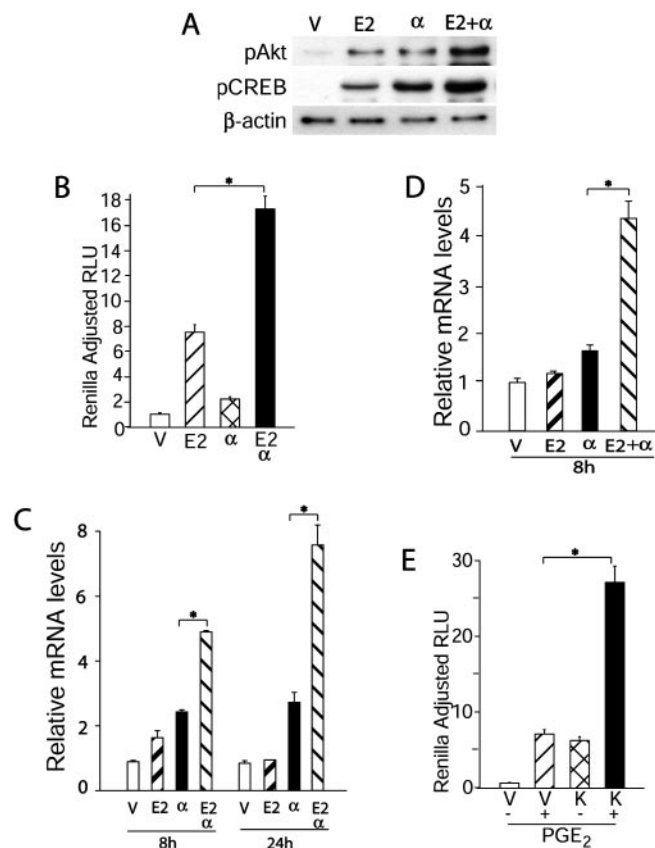 A
V E2 α E2+α
pAkt
pCREB
β-actin
B
Renilla Adjusted RLU
18
16
14
12
10
8
6
4
2
0
*
V E2 α E2
α
C
Relative mRNA levels
8
6
4
2
0
*
*
V E2 α E2 V E2 α E2
α α
8h 24h
D
Relative mRNA levels
5
4
3
2
1
0
*
V E2 α E2+α
8h
E
Renilla Adjusted RLU
30
20
10
0
*
V V K K
- + - +
PGE2